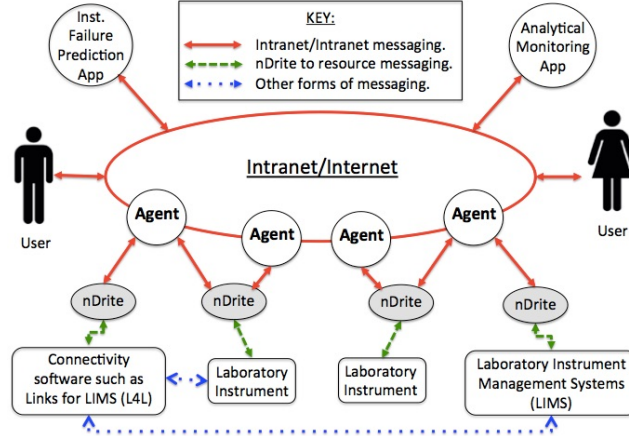 Inst.
Failure
Prediction
App
KEY:
Intranet/Intranet messaging.
nDrite to resource messaging.
Other forms of messaging.
Analytical
Monitoring
App
Intranet/Internet
User
User
Agent
Agent
Agent
Agent
nDrite
nDrite
nDrite
nDrite
Connectivity
software such as
Links for LIMS (L4L)
Laboratory
Instrument
Laboratory
Instrument
Laboratory Instrument
Management Systems
(LIMS)